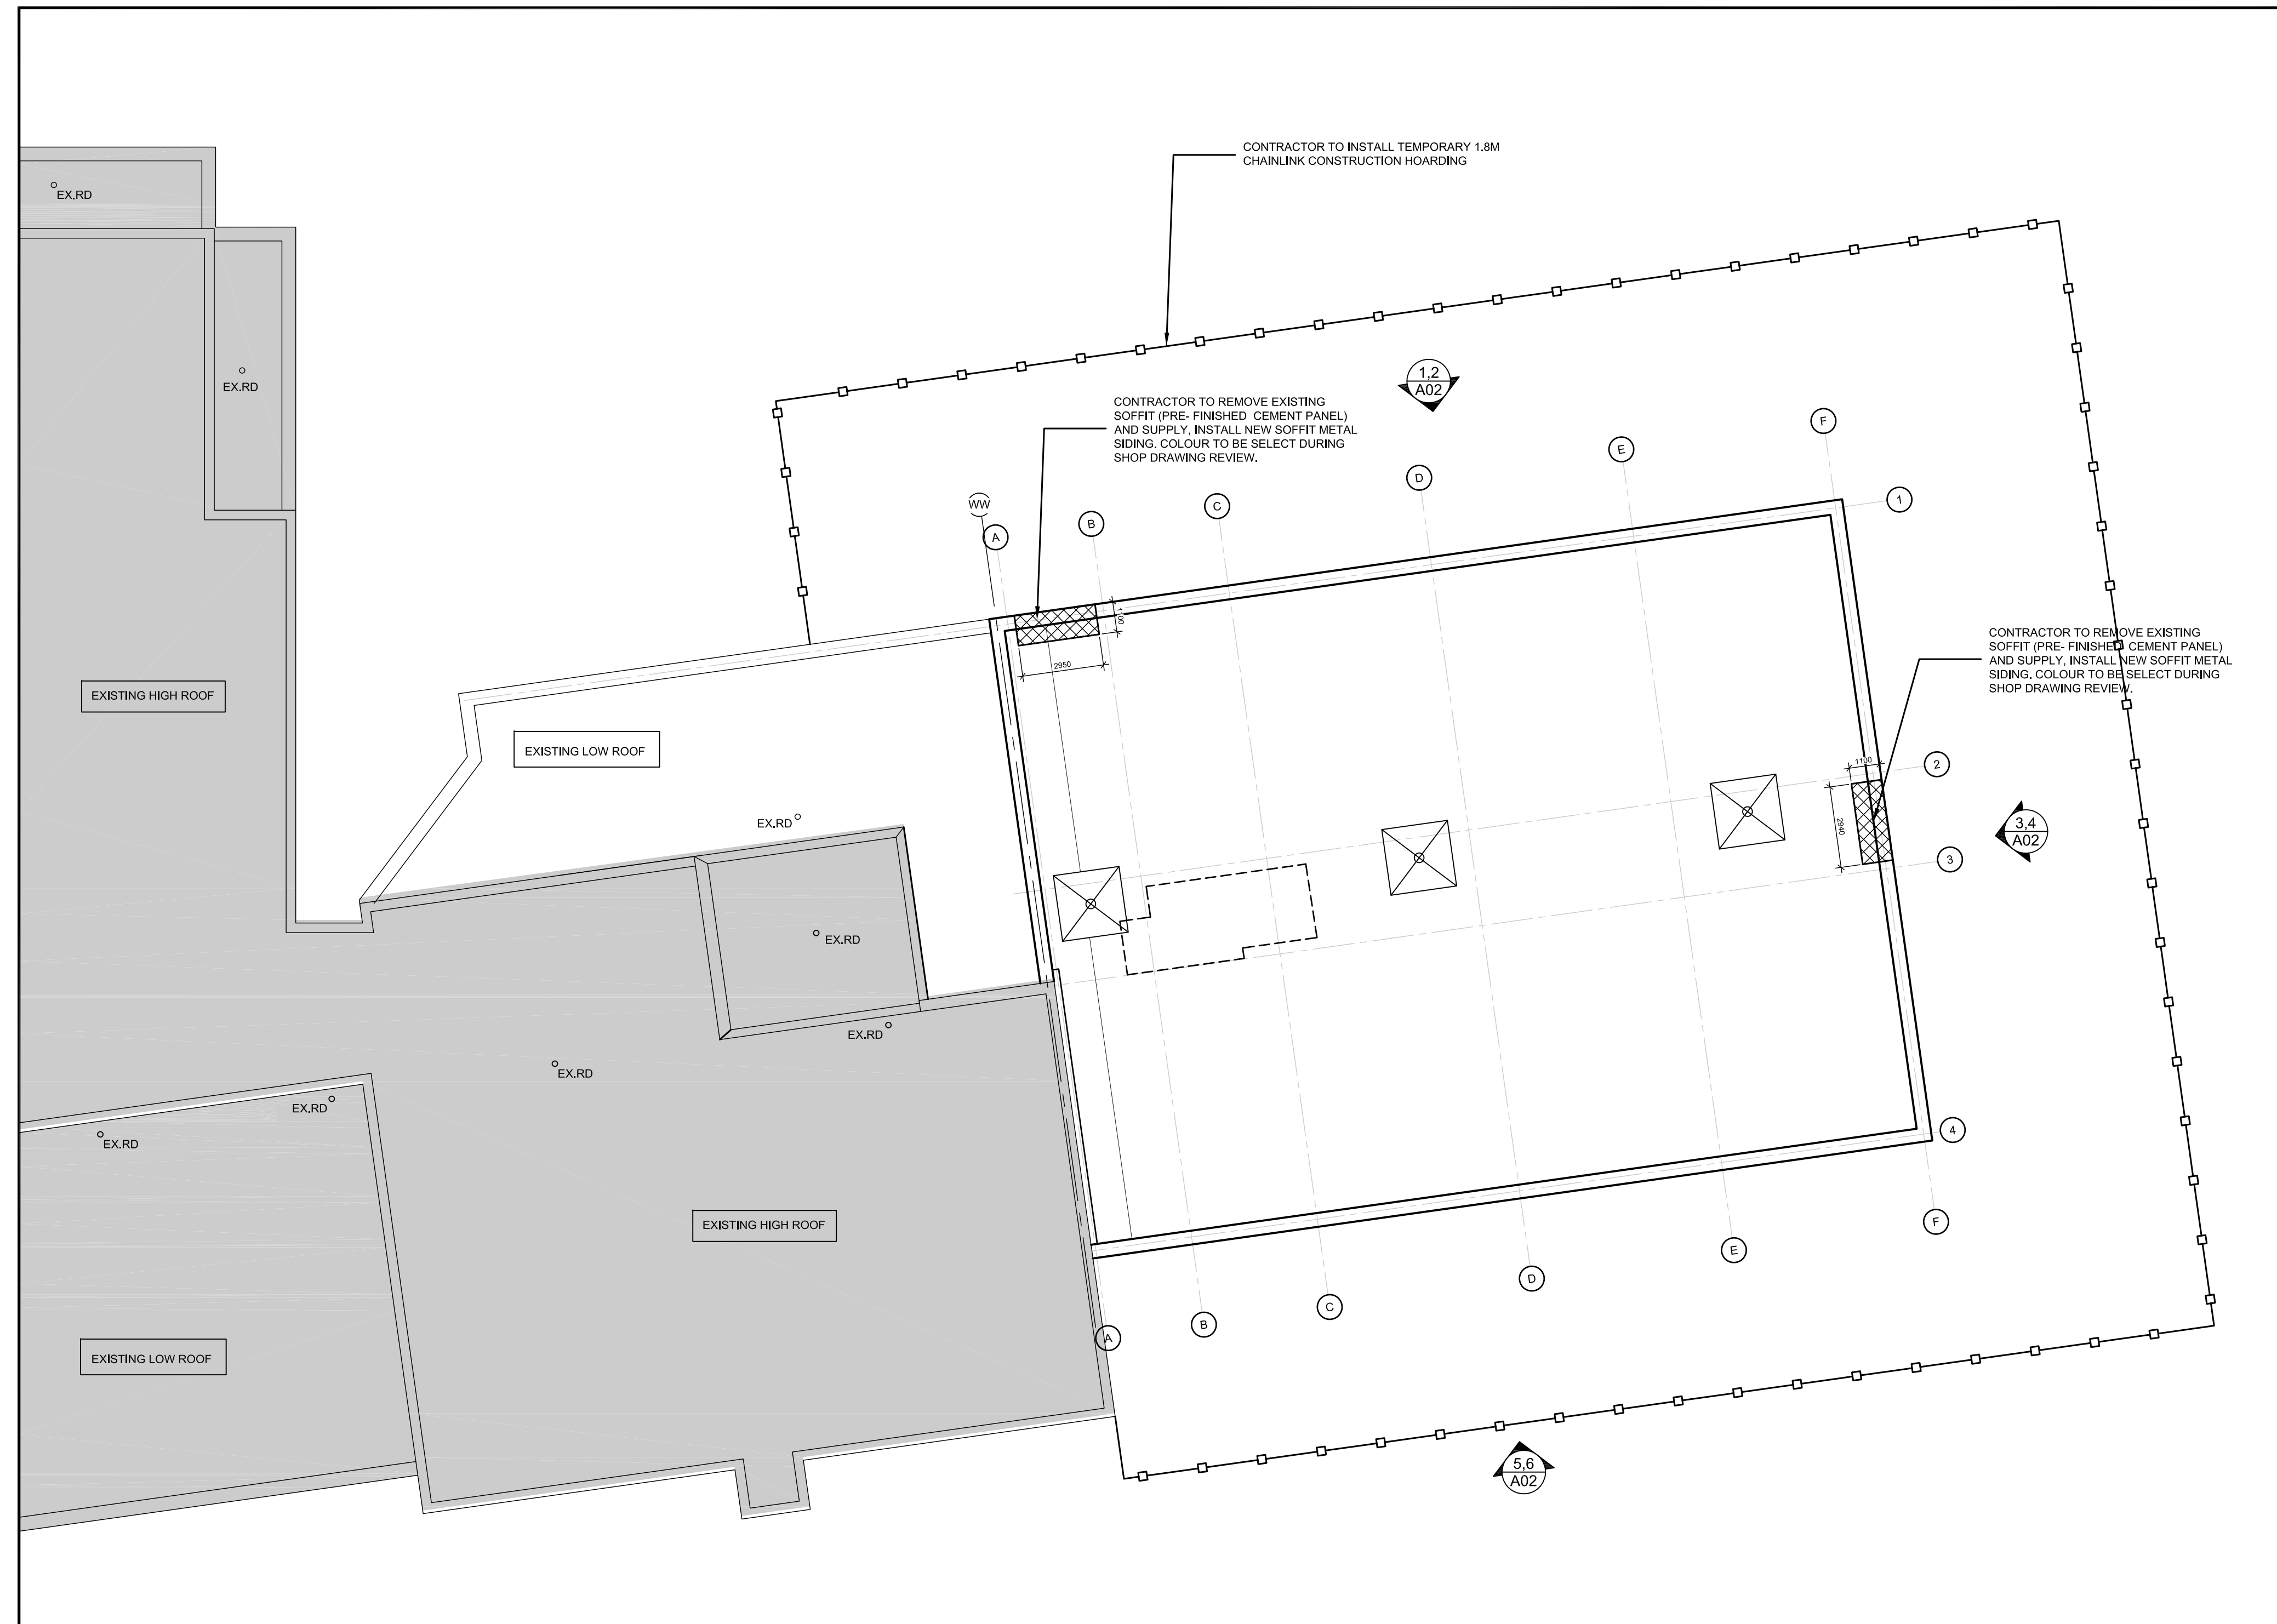 CONTRACTOR TO INSTALL TEMPORARY 1.8M
CHAINLINK CONSTRUCTION HOARDING
EX.RD
EX.RD
1,2
A02
CONTRACTOR TO REMOVE EXISTING
SOFFIT (PRE- FINISHED CEMENT PANEL)
AND SUPPLY, INSTALL NEW SOFFIT METAL
SIDING. COLOUR TO BE SELECT DURING
SHOP DRAWING REVIEW.
F
E
D
C
WW
B
A
1
1100
2950
CONTRACTOR TO REMOVE EXISTING
SOFFIT (PRE- FINISHED CEMENT PANEL)
AND SUPPLY, INSTALL NEW SOFFIT METAL
SIDING. COLOUR TO BE SELECT DURING
SHOP DRAWING REVIEW.
EXISTING HIGH ROOF
EXISTING LOW ROOF
1100
2
2940
3,4
A02
3
EX.RD
EX.RD
EX.RD
EX.RD
EX.RD
EX.RD
4
EXISTING HIGH ROOF
F
E
D
C
B
A
EXISTING LOW ROOF
5,6
A02